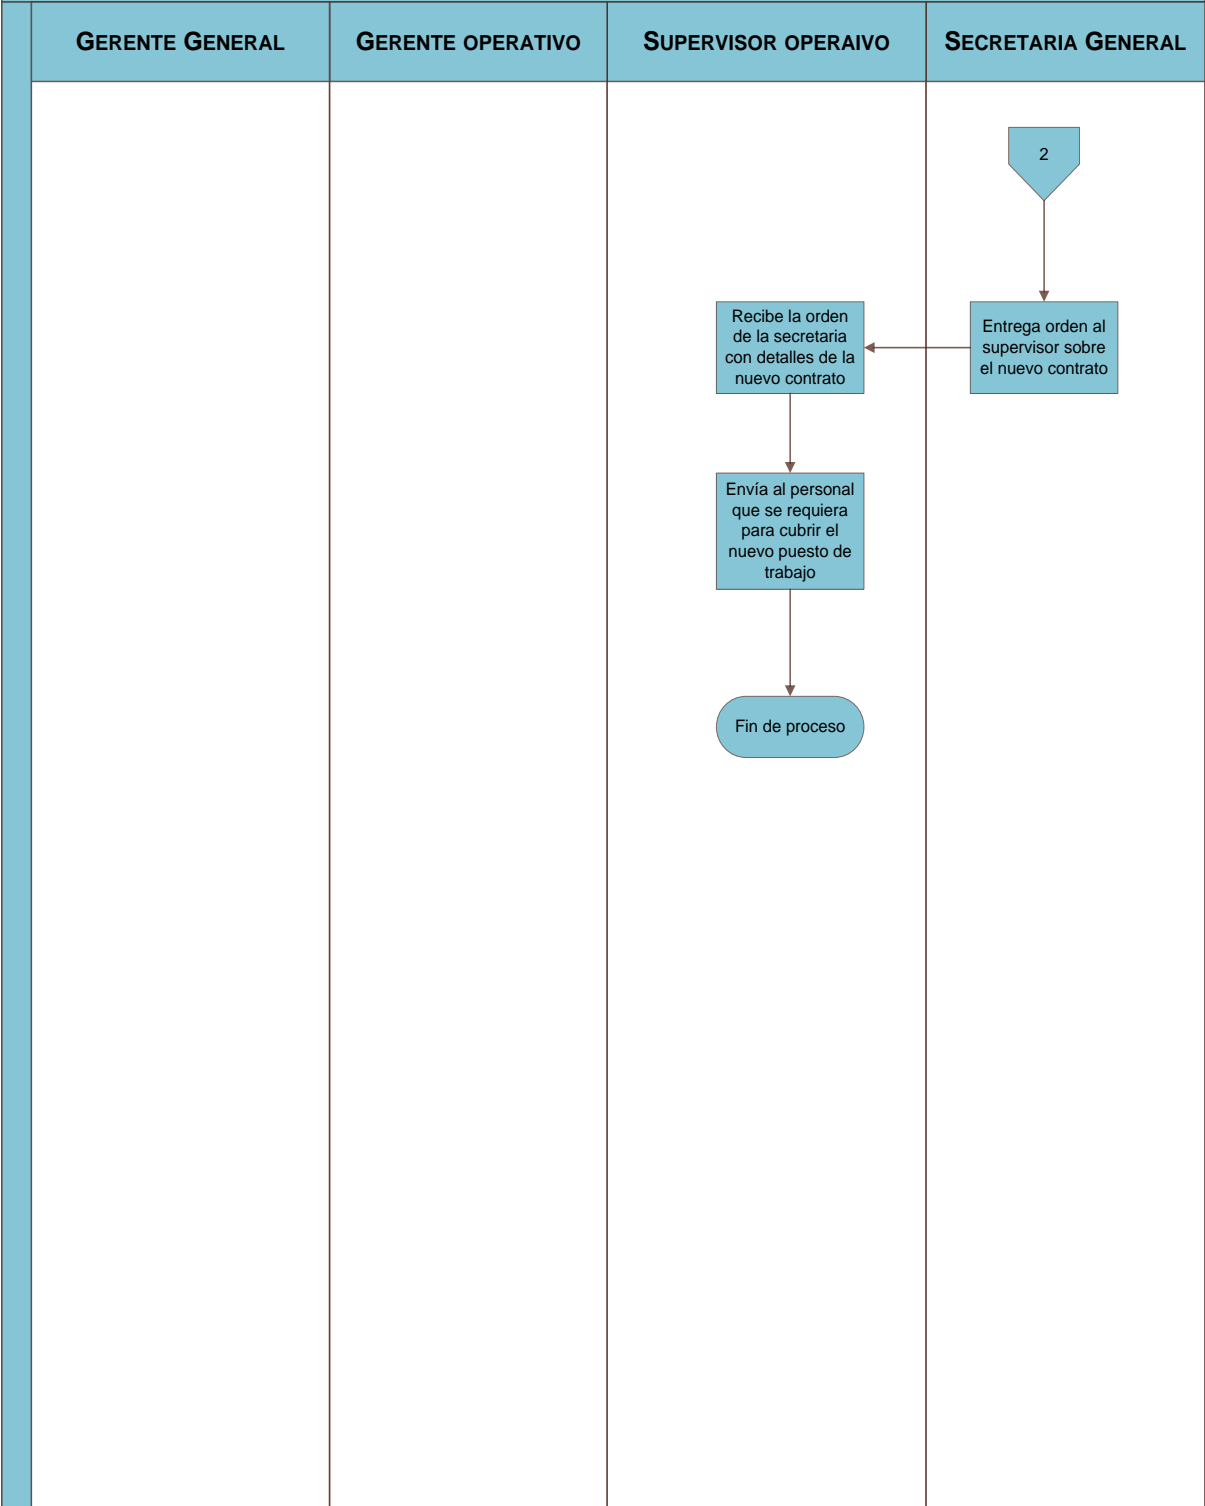 GERENTE GENERAL
GERENTE OPERATIVO
SUPERVISOR OPERAIVO
SECRETARIA GENERAL
2
Entrega orden al
supervisor sobre
el nuevo contrato
Recibe la orden
de la secretaria
con detalles de la
nuevo contrato
Envía al personal
que se requiera
para cubrir el
nuevo puesto de
trabajo
Fin de proceso